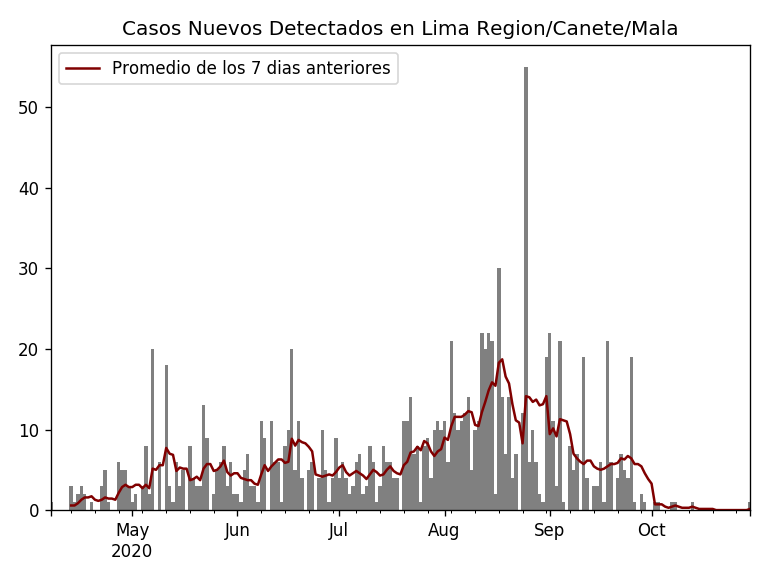 Casos Nuevos Detectados en Lima Region/Canete/Mala
Promedio de los 7 dias anteriores
50
40
30
20
10
0
May Jun Jul Aug Sep Oct
2020